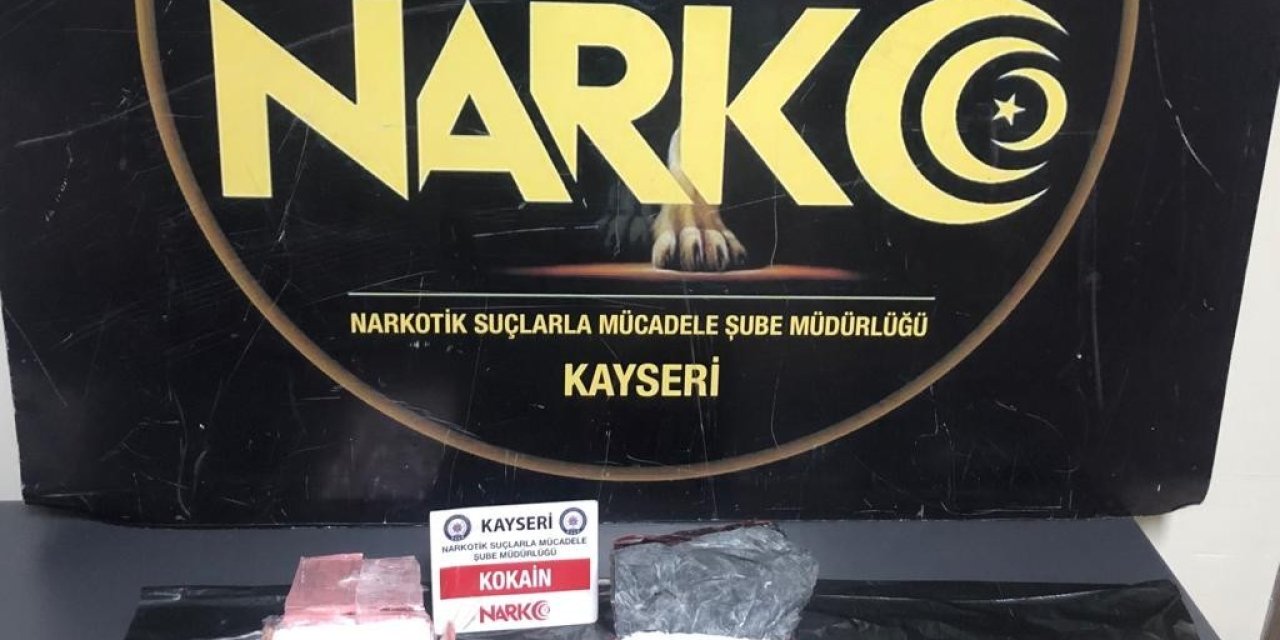 NARKO
NARKOTİK SUÇLARLA MÜCADELE ŞUBE MÜDÜRLÜĞÜ
KAYSERİ
KAYSERİ
NARKOTİK SUÇLARLA MÜCADELE
ŞUBE MÜDÜRLÜĞÜ
KOKAİN
NARKO